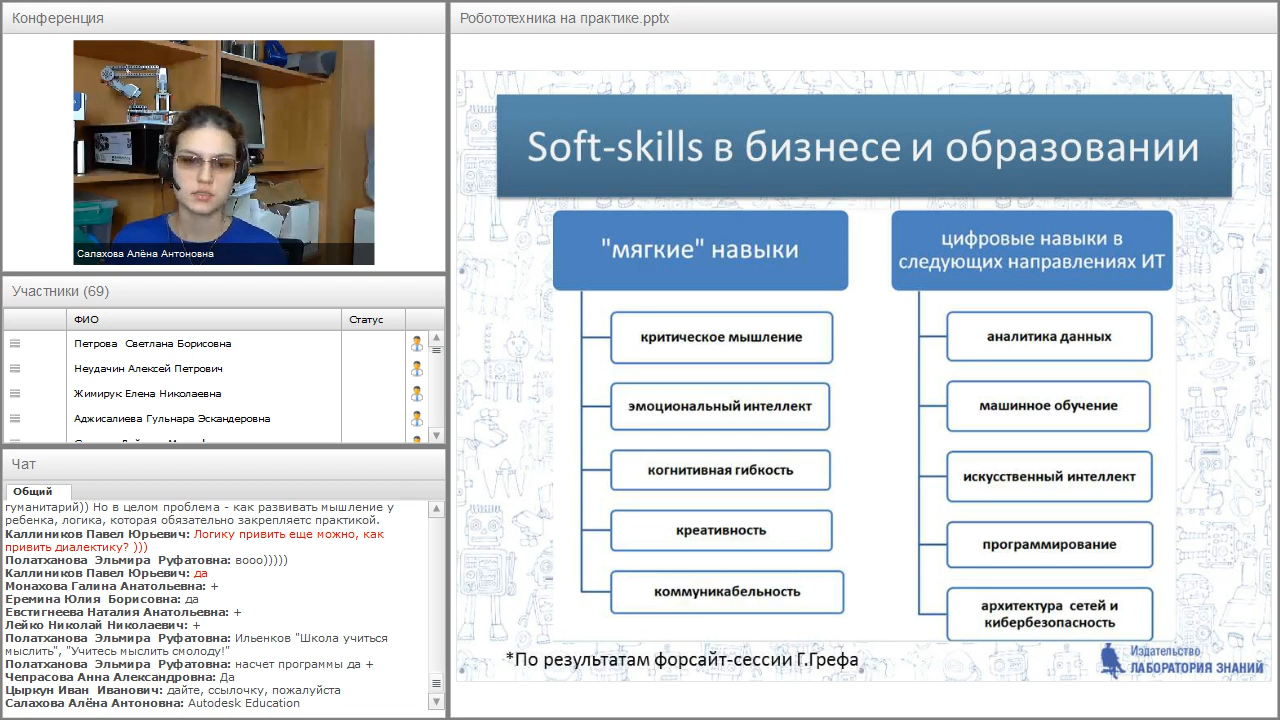 Конференция
Салахова Алёна Антоновна
Участники (69)
ФИО
Статус
Петрова Светлана Борисовна
Неудачин Алексей Петрович
Жимирук Елена Николаевна
Аджисалиева Гульнара Эскандеровна
Чат
Общий
гуманитарий)) Но в целом проблема - как развивать мышление у
ребенка, логика, которая обязательно закрепляетс практикой.
Каллиников Павел Юрьевич: Логику привить еще можно, как
привить диалектику? )))
Полатханова Эльмира Руфатовна: вооо)))))
Каллиников Павел Юрьевич: да
Монахова Галина Анатольевна: +
Еремина Юлия Борисовна: да
Евстигнеева Наталия Анатольевна: +
Лейко Николай Николаевич: +
Полатханова Эльмира Руфатовна: Ильенков "Школа учиться
мыслить", "Учитесь мыслить смолоду!"
Полатханова Эльмира Руфатовна: насчет программы да +
Чепрасова Анна Александровна: Да
Цыркун Иван Иванович: дайте, ссылочку, пожалуйста
Салахова Алёна Антоновна: Autodesk Education
Робототехника на практике.pptx
Soft-skills в бизнесе и образовании
"мягкие" навыки
критическое мышление
эмоциональный интеллект
когнитивная гибкость
креативность
коммуникабельность
цифровые навыки в
следующих направлениях ИТ
аналитика данных
машинное обучение
искусственный интеллект
программирование
архитектура сетей и
кибербезопасность
*По результатам форсайт-сессии Г.Грефа
Издательство
ЛАБОРАТОРИЯ ЗНАНИЙ